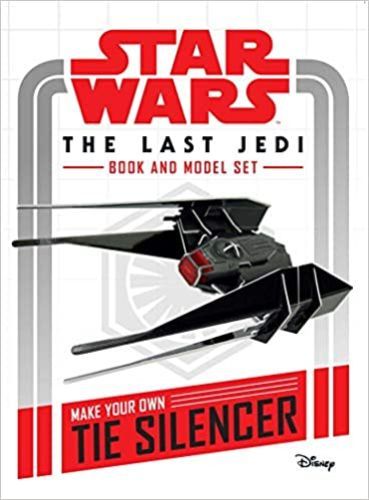 STAR
WARS
THE LAST JEDI
BOOK AND MODEL SET
MAKE YOUR OWN
TIE SILENCER
Disney